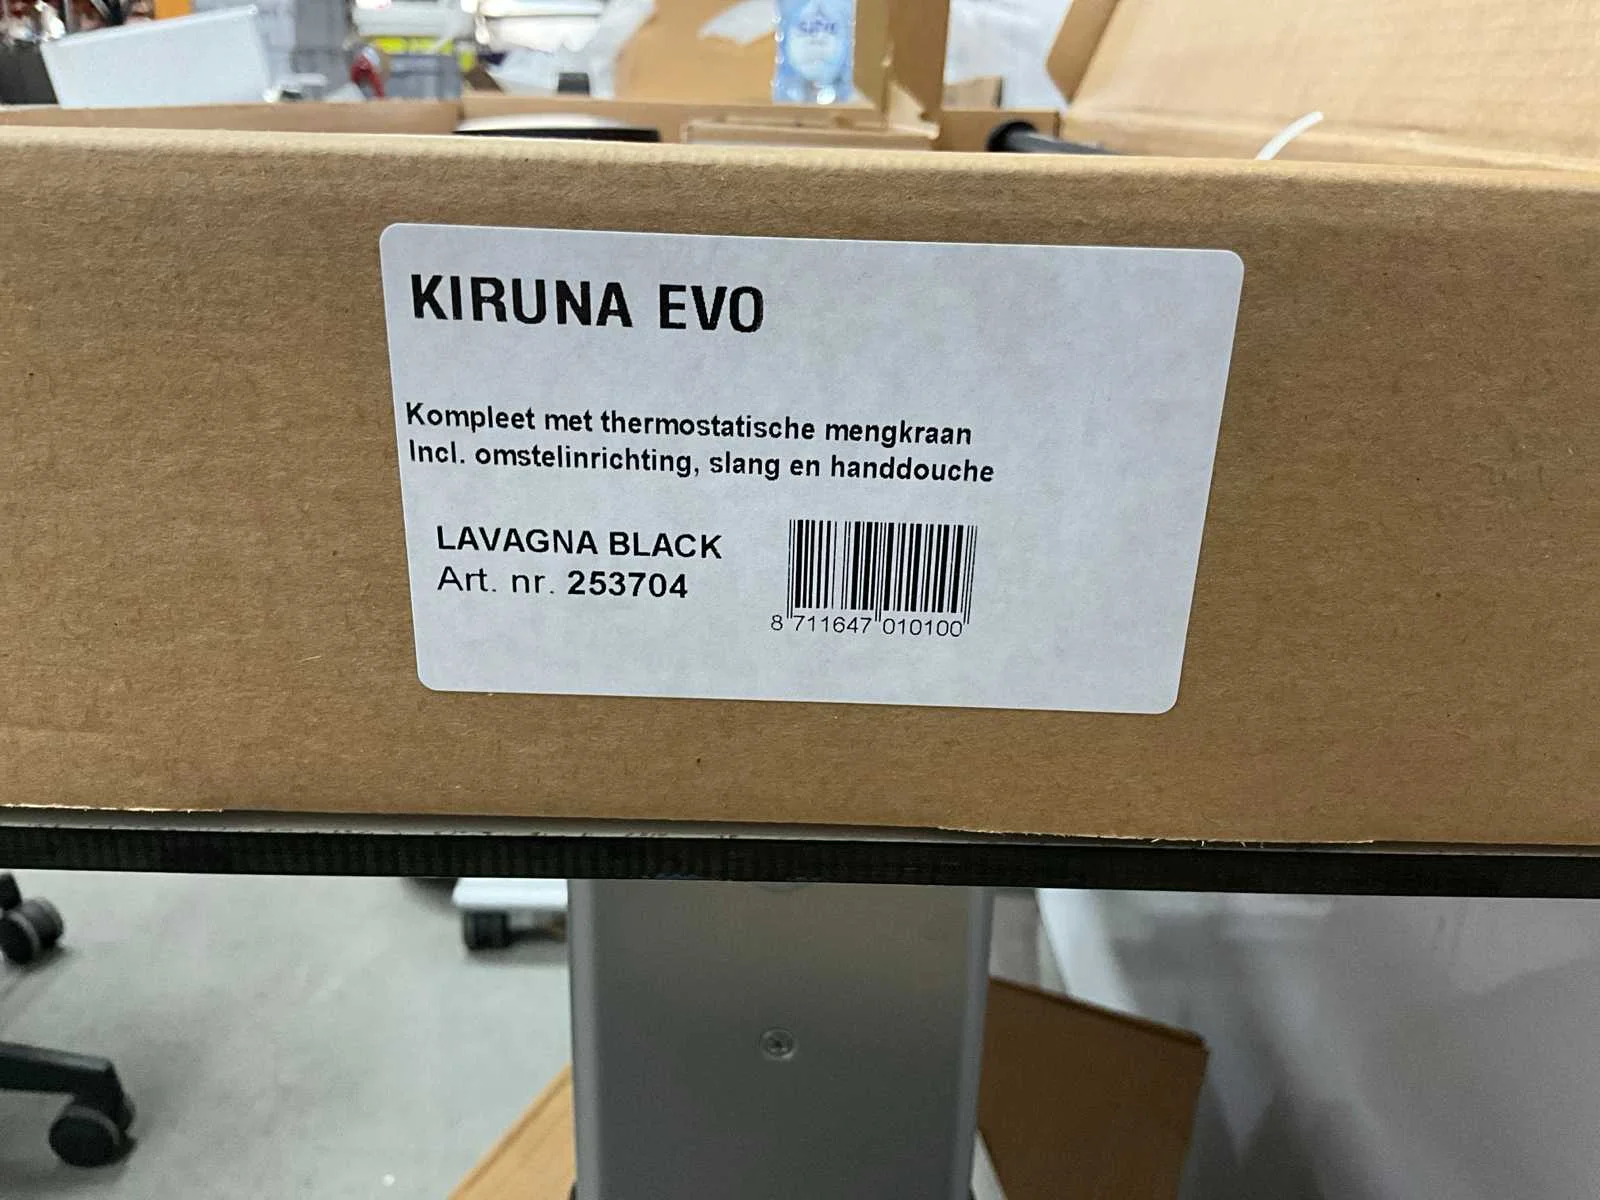 KIRUNA EVO
Kompleet met thermostatische mengkraan
Incl. omstelinrichting, slang en handdouche
LAVAGNA BLACK
Art. nr. 253704
8 711647 010100